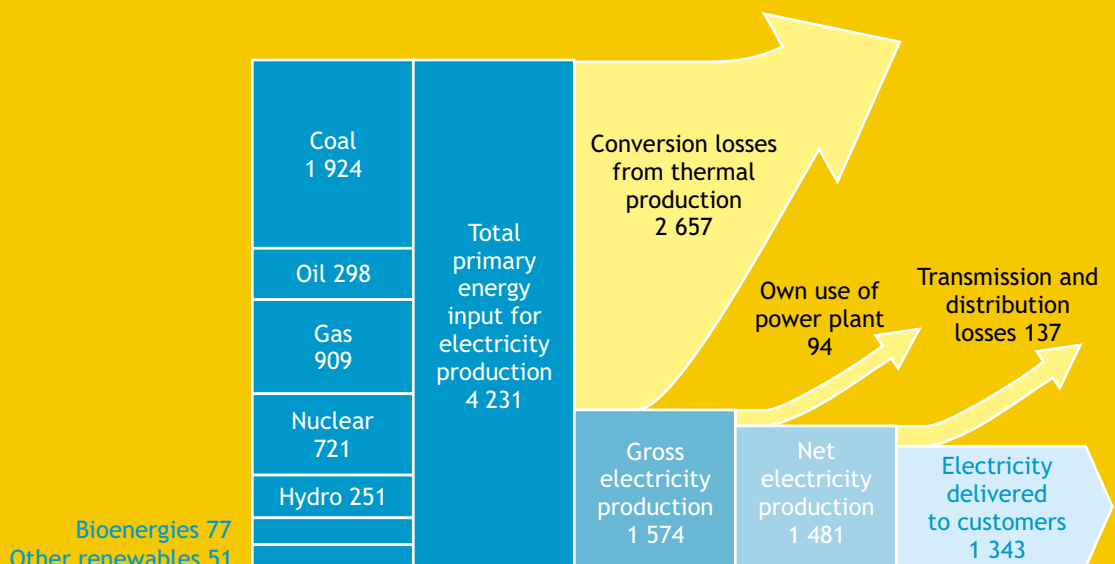 Coal
1 924
Oil 298
Gas
909
Nuclear
721
Hydro 251
Bioenergies 77
Other renewables 51
Total
primary
energy
input for
electricity
production
4 231
Conversion losses
from thermal
production
2 657
Own use of
power plant
94
Transmission and
distribution
losses 137
Gross
electricity
production
1 574
Net
electricity
production
1 481
Electricity
delivered
to customers
1 343